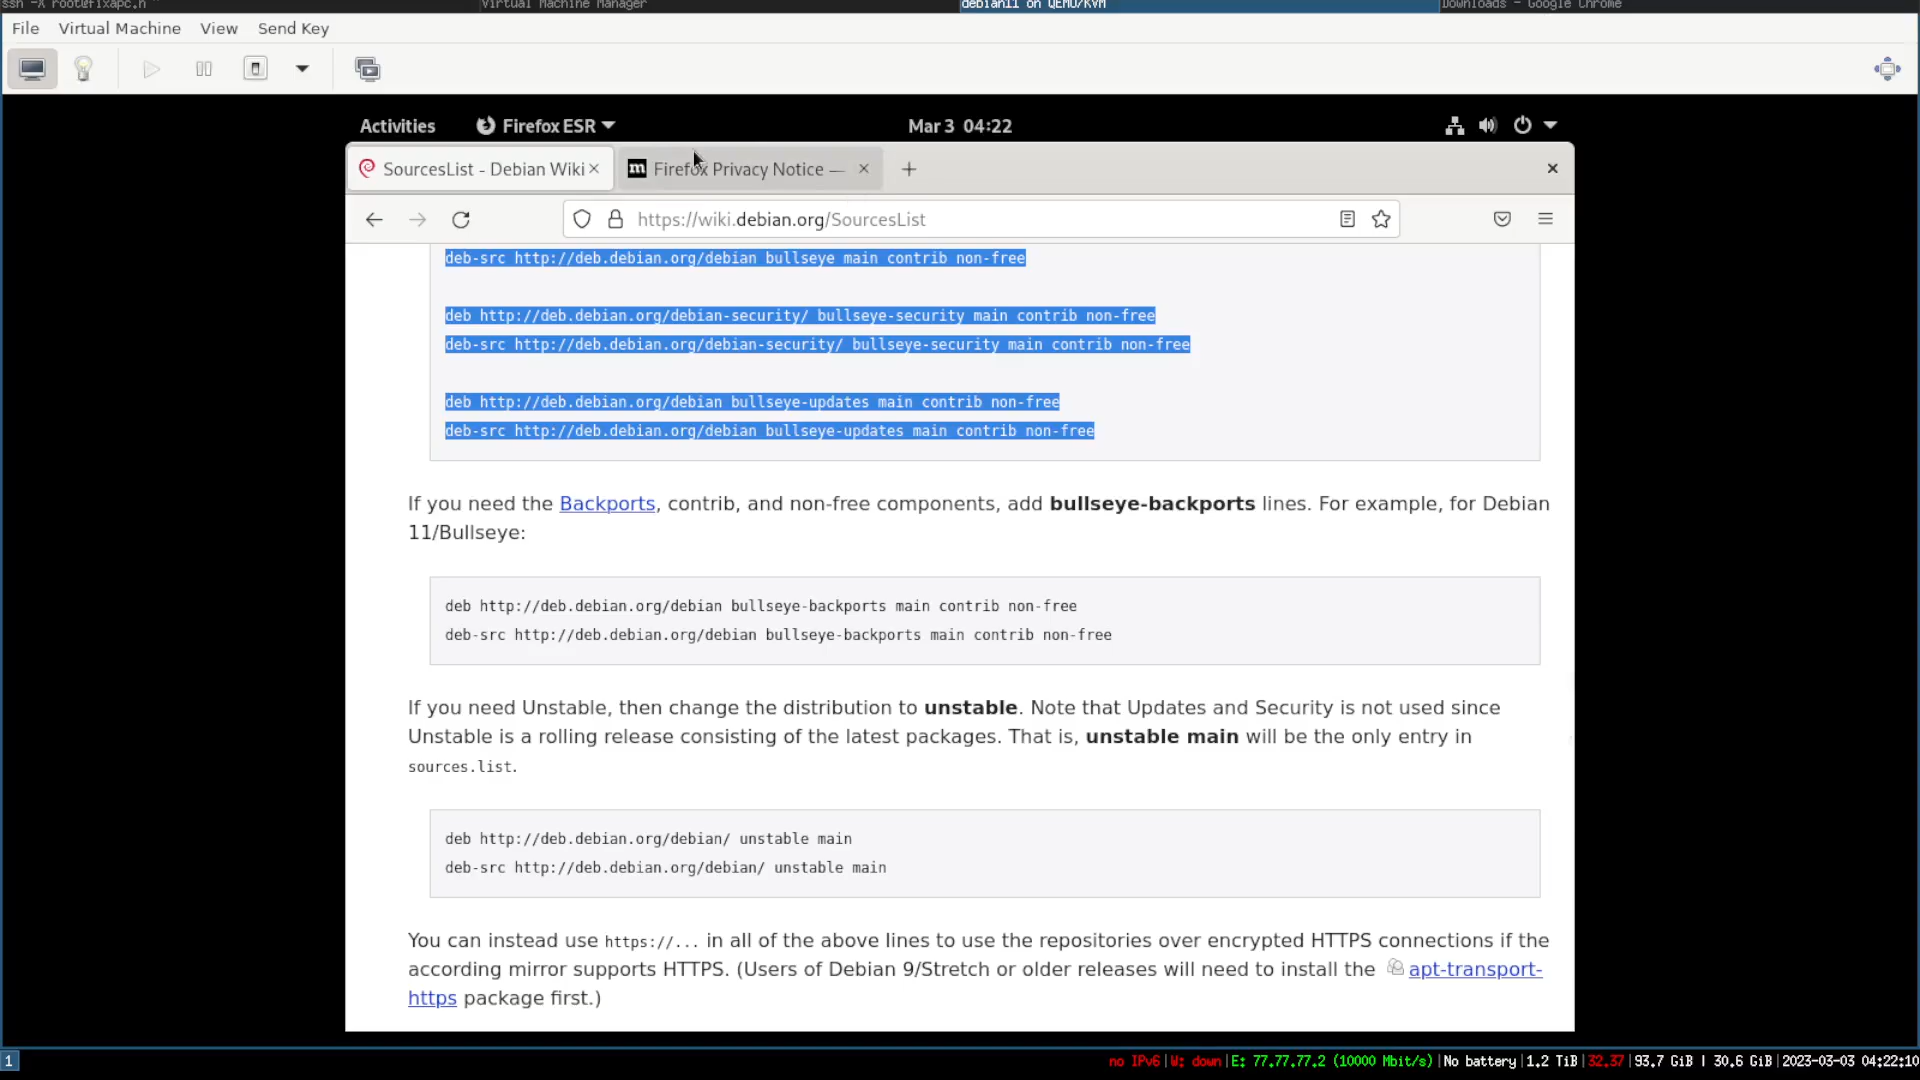 ssh -X root@fixapc.n
Virtual Machine Manager
debian11 on QEMU/KVM
Downloads - Google Chrome
File Virtual Machine View Send Key
Activities Firefox ESR Mar 3 04:22
SourcesList - Debian Wiki
m Firefox Privacy Notice —
https://wiki.debian.org/SourcesList
deb-src http://deb.debian.org/debian bullseye main contrib non-free
deb http://deb.debian.org/debian-security/ bullseye-security main contrib non-free
deb-src http://deb.debian.org/debian-security/ bullseye-security main contrib non-free
deb http://deb.debian.org/debian bullseye-updates main contrib non-free
deb-src http://deb.debian.org/debian bullseye-updates main contrib non-free
If you need the Backports, contrib, and non-free components, add bullseye-backports lines. For example, for Debian
11/Bullseye:
deb http://deb.debian.org/debian bullseye-backports main contrib non-free
deb-src http://deb.debian.org/debian bullseye-backports main contrib non-free
If you need Unstable, then change the distribution to unstable. Note that Updates and Security is not used since
Unstable is a rolling release consisting of the latest packages. That is, unstable main will be the only entry in
sources.list.
deb http://deb.debian.org/debian/ unstable main
deb-src http://deb.debian.org/debian/ unstable main
You can instead use https://... in all of the above lines to use the repositories over encrypted HTTPS connections if the
according mirror supports HTTPS. (Users of Debian 9/Stretch or older releases will need to install the apt-transport-
https package first.)
1
no IPv6|W: down|E: 77.77.77.2 (10000 Mbit/s)|No battery|1.2 TiB|32.37|93.7 GiB | 30.6 GiB|2023-03-03 04:22:10